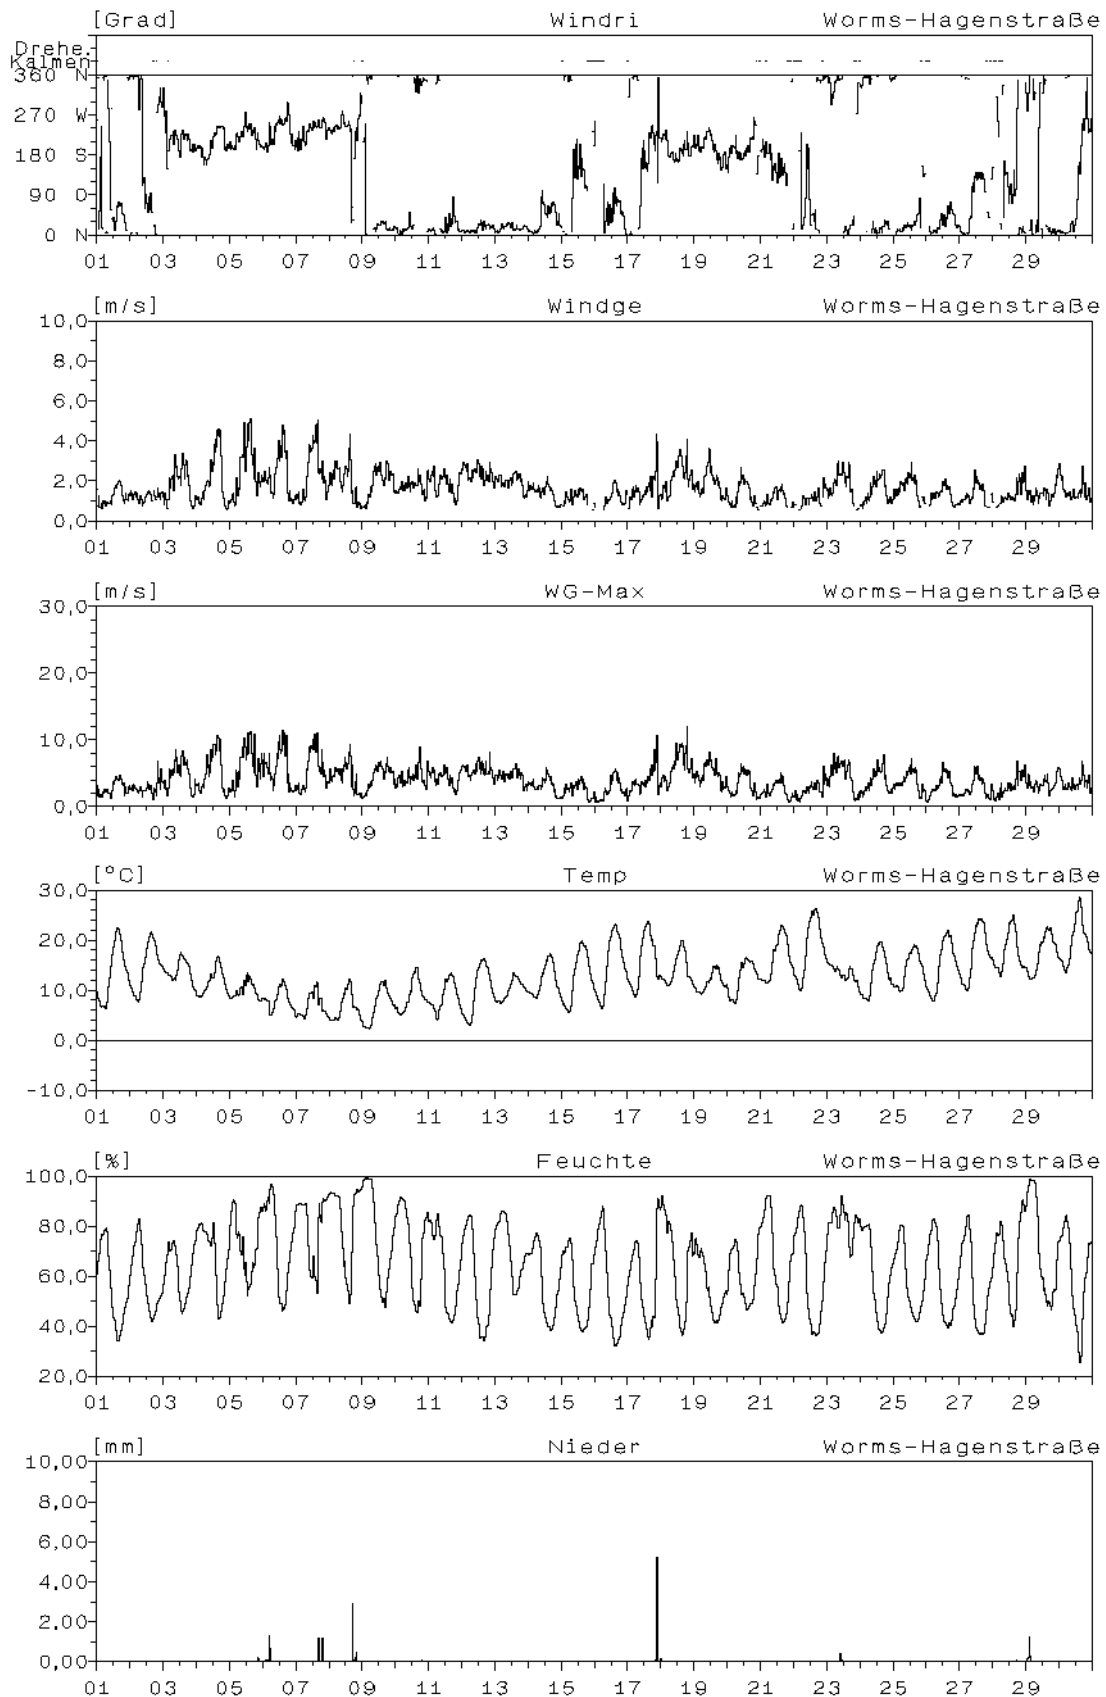 [Grad] Windri Worms-Hagenstraße
Drehe.
Kalmen
360 N
270 W
180 S
90 O
0 N
01 03 05 07 09 11 13 15 17 19 21 23 25 27 29
[m/s] Windge Worms-Hagenstraße
10,0
8,0
6,0
4,0
2,0
0,0
01 03 05 07 09 11 13 15 17 19 21 23 25 27 29
[m/s] WG-Max Worms-Hagenstraße
30,0
20,0
10,0
0,0
01 03 05 07 09 11 13 15 17 19 21 23 25 27 29
[°C] Temp Worms-Hagenstraße
30,0
20,0
10,0
0,0
-10,0
01 03 05 07 09 11 13 15 17 19 21 23 25 27 29
[%] Feuchte Worms-Hagenstraße
100,0
80,0
60,0
40,0
20,0
01 03 05 07 09 11 13 15 17 19 21 23 25 27 29
[mm] Nieder Worms-Hagenstraße
10,00
8,00
6,00
4,00
2,00
0,00
01 03 05 07 09 11 13 15 17 19 21 23 25 27 29